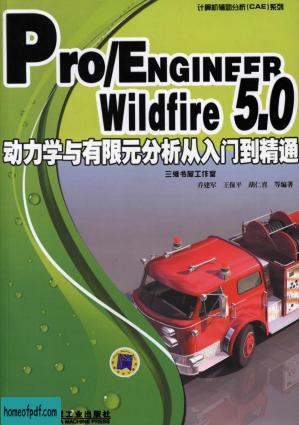 计算机辅助分析(CAE)系列
Pro/ENGINEER
Wildfire 5.0
动力学与有限元分析从入门到精通
三维书屋工作室
乔建军 王保平 胡仁喜 等编著
工业出版社
A MACHINE PRESS
homeofpdf.com